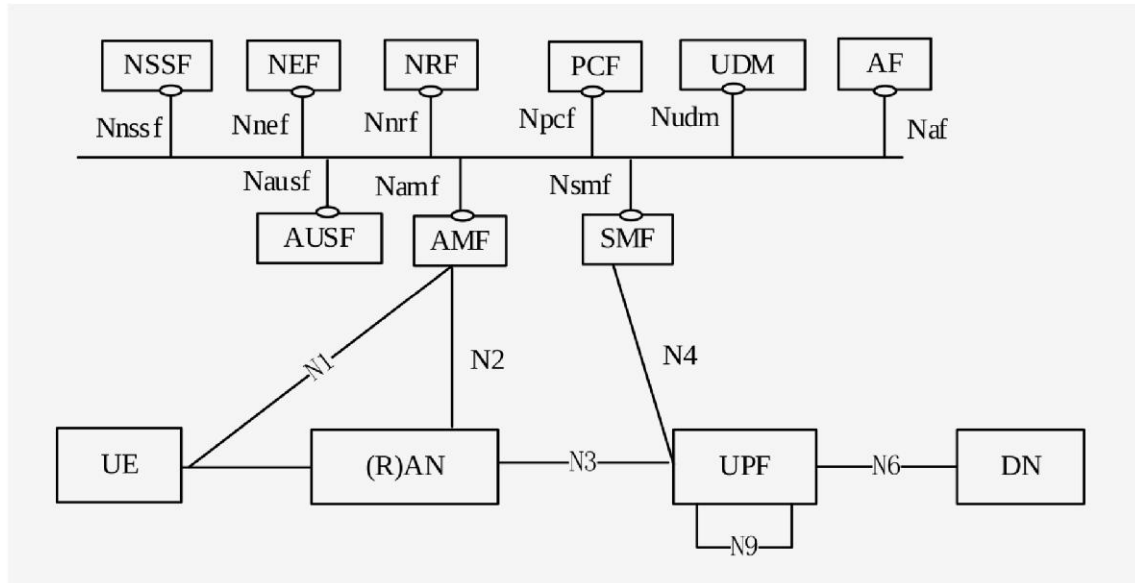 NSSF
NEF
NRF
PCF
UDM
AF
Nnssf
Nnef
Nnrf
Npcf
Nudm
Naf
Nausf
Namf
Nsmf
AUSF
AMF
SMF
N1
N2
N4
UE
(R)AN
N3
UPF
N6
DN
N9